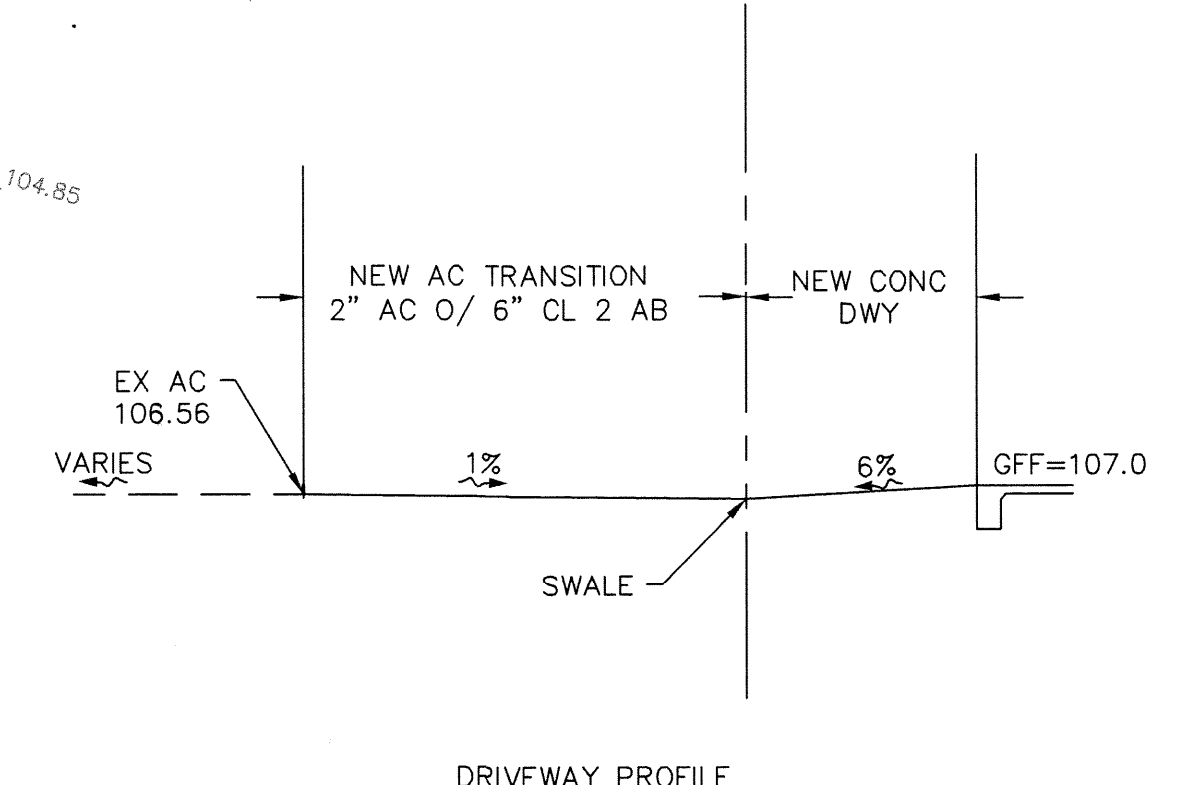 104.85
NEW AC TRANSITION
2" AC O/ 6" CL 2 AB
NEW CONC
DWY
EX AC
106.56
VARIES
1%
6%
GFF=107.0
SWALE
DRIVEWAY PROFILE